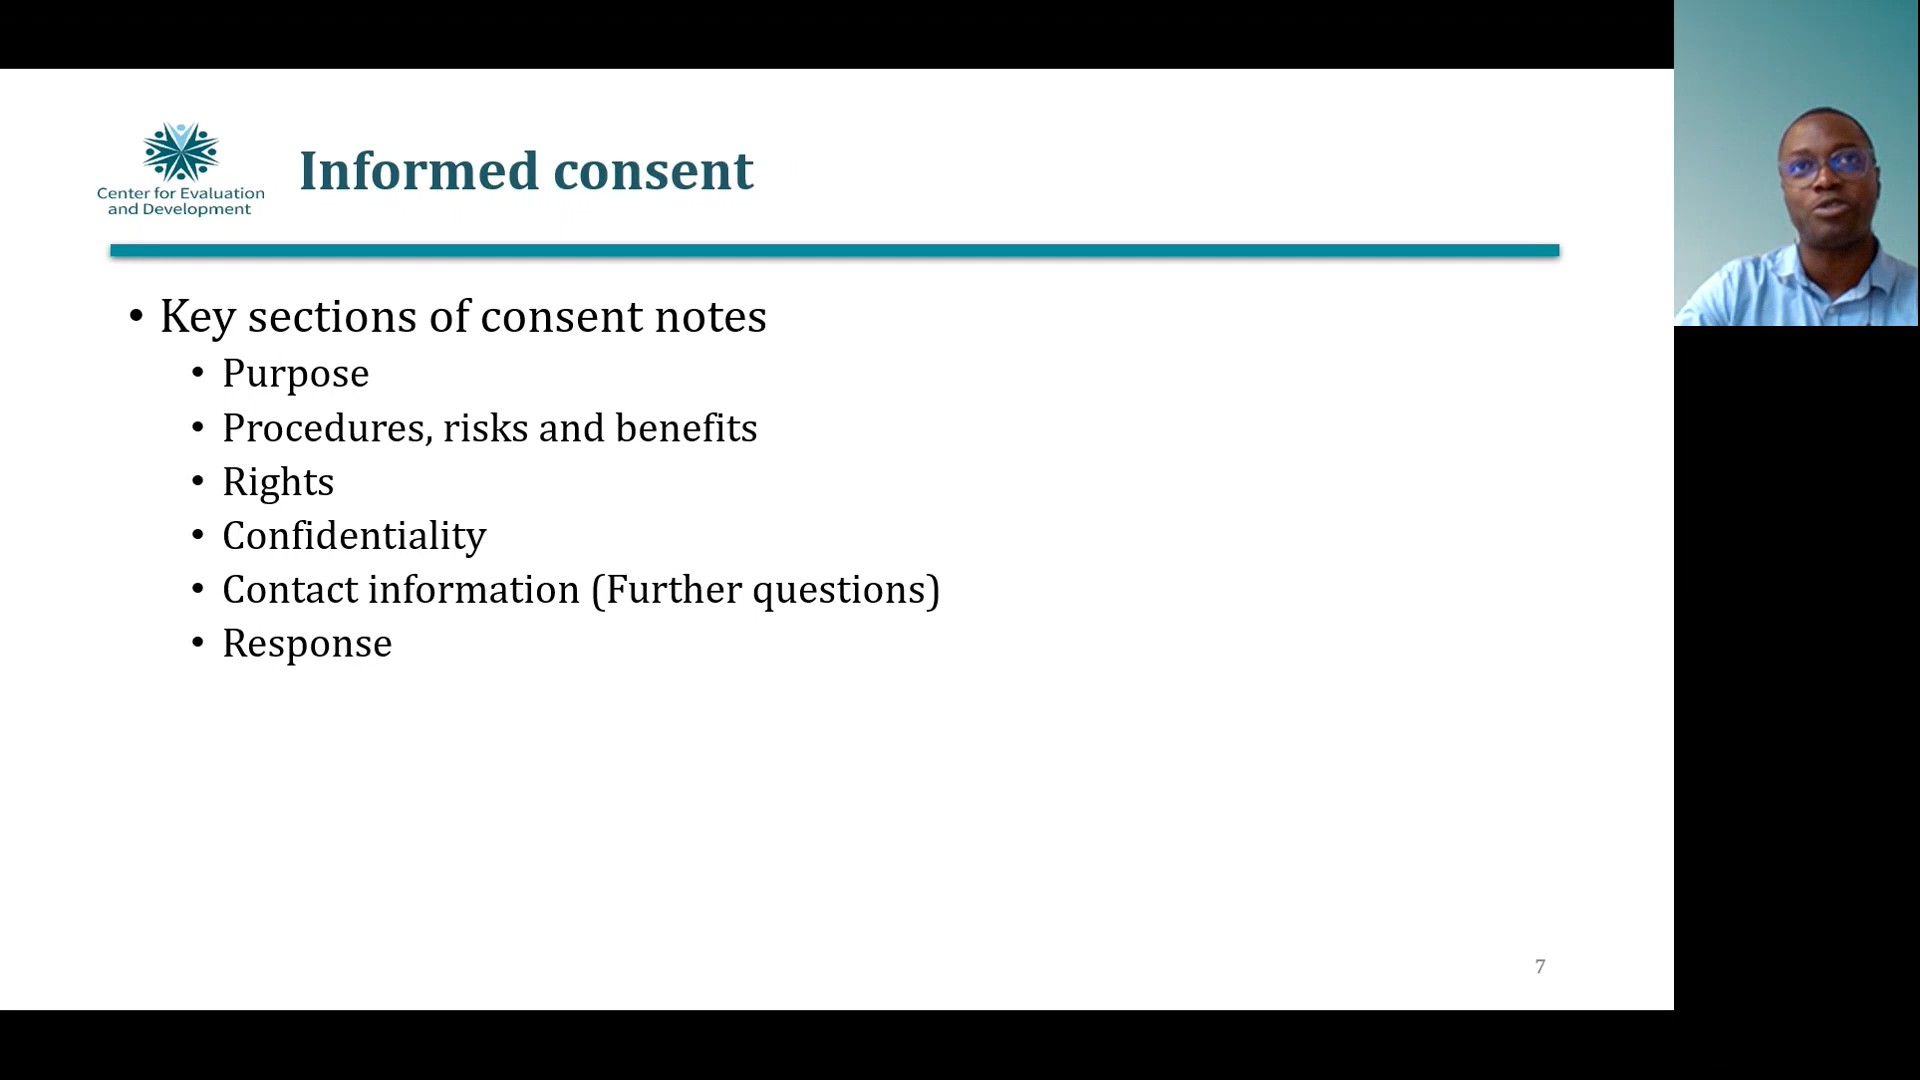 Center for Evaluation
and Development
Informed consent
• Key sections of consent notes
• Purpose
• Procedures, risks and benefits
• Rights
• Confidentiality
• Contact information (Further questions)
• Response
7